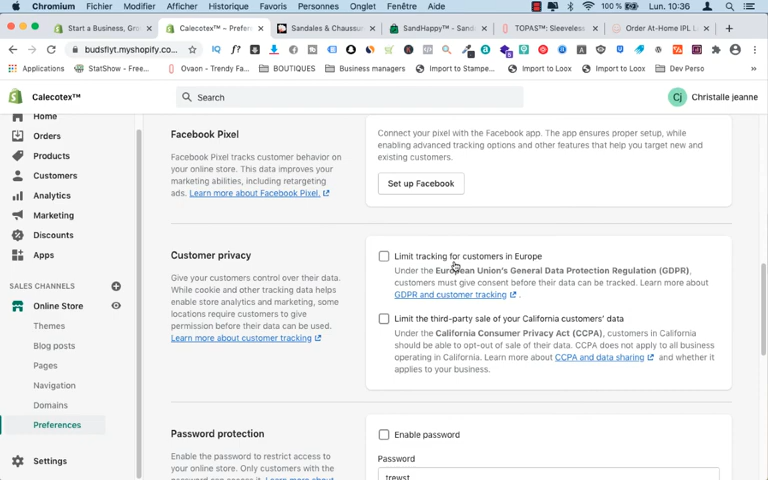 Chromium Fichier Modifier Afficher Historique Favoris Personnes Onglet Fenêtre Aide 100 % Lun. 10:36
Start a Business, Gr
Calecotex™ – Prefer
Sandales & Chaussu
SandHappy™ – Sand
TOPAS™: Sleeveless
Order At-Home IPL L
budsflyt.myshopify.co...
Applications StatShow – Free... Ovaon - Trendy Fa... BOUTIQUES Business managers Import to Stampe... Import to Loox Import to Loox Dev Perso
Calecotex™
Search
Christalle jeanne
Home
Orders
Products
Customers
Analytics
Marketing
Discounts
Apps
SALES CHANNELS
Online Store
Themes
Blog posts
Pages
Navigation
Domains
Preferences
Settings
Facebook Pixel
Facebook Pixel tracks customer behavior on
your online store. This data improves your
marketing abilities, including retargeting
ads. Learn more about Facebook Pixel.
Connect your pixel with the Facebook app. The app ensures proper setup, while
enabling advanced tracking options and other features that help you target new and
existing customers.
Set up Facebook
Customer privacy
Give your customers control over their data.
While cookie and other tracking data helps
enable store analytics and marketing, some
locations require customers to give
permission before their data can be used.
Learn more about customer tracking
Limit tracking for customers in Europe
Under the European Union's General Data Protection Regulation (GDPR),
customers must give consent before their data can be tracked. Learn more about
GDPR and customer tracking .
Limit the third-party sale of your California customers' data
Under the California Consumer Privacy Act (CCPA), customers in California
should be able to opt-out of sale of their data. CCPA does not apply to all business
operating in California. Learn more about CCPA and data sharing and whether it
applies to your business.
Password protection
Enable the password to restrict access to
your online store. Only customers with the
Enable password
Password
trewst